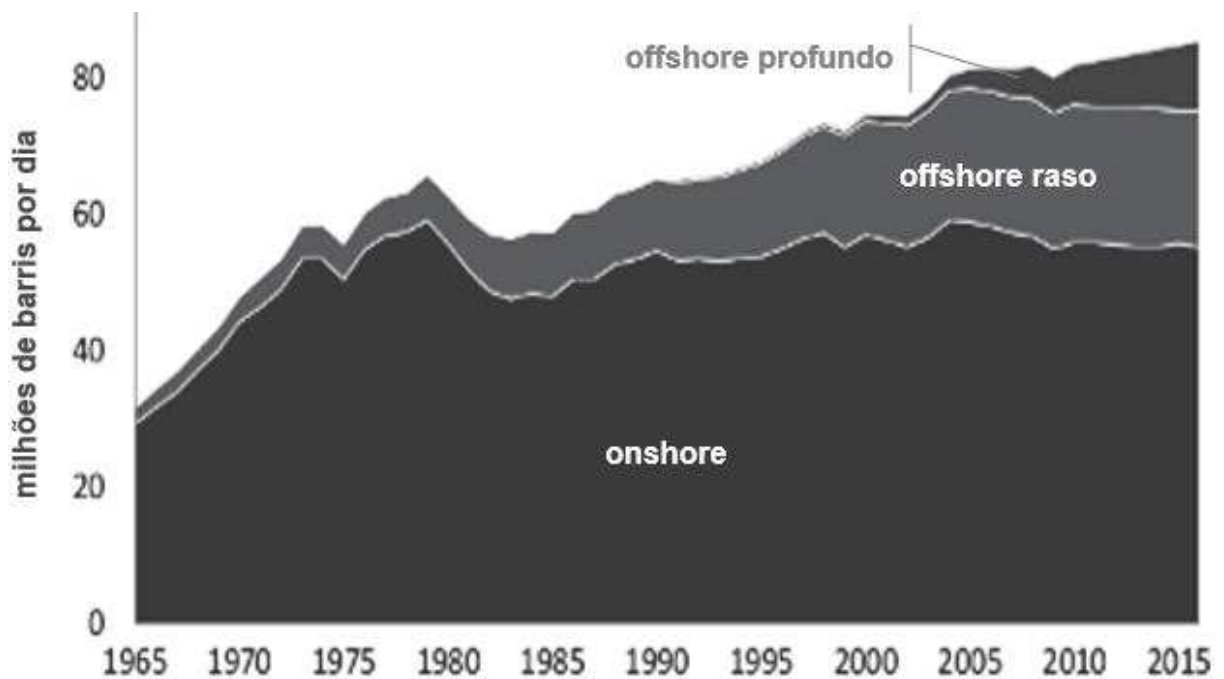 milhões de barris por dia
80
60
40
20
0
offshore profundo
offshore raso
onshore
1965 1970 1975 1980 1985 1990 1995 2000 2005 2010 2015